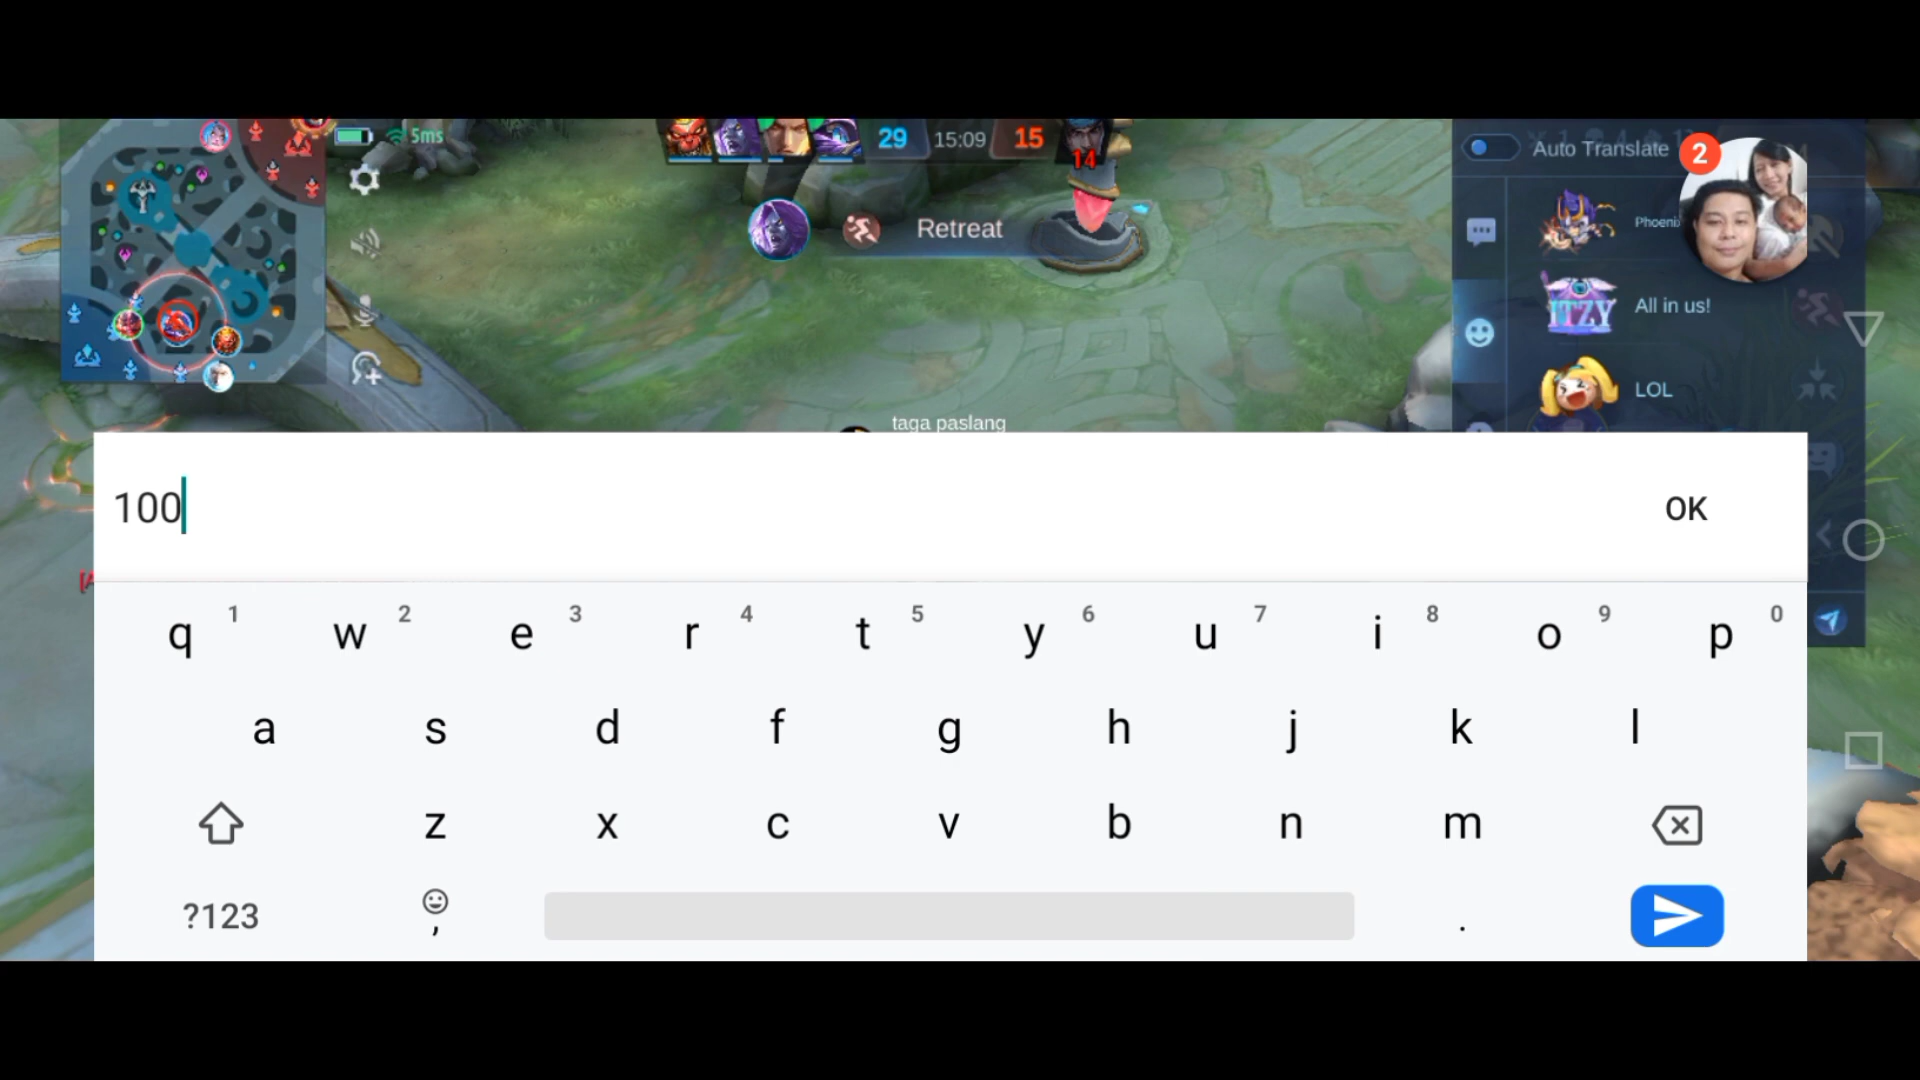 5ms
29 15:09 15
14
Retreat
Auto Translate
2
Phoeni
ITZY
All in us!
LOL
taga paslang
100
OK
[A
q 1 w 2 e 3 r 4 t 5 y 6 u 7 i 8 o 9 p 0
a s d f g h j k l
z x c v b n m
?123 , .